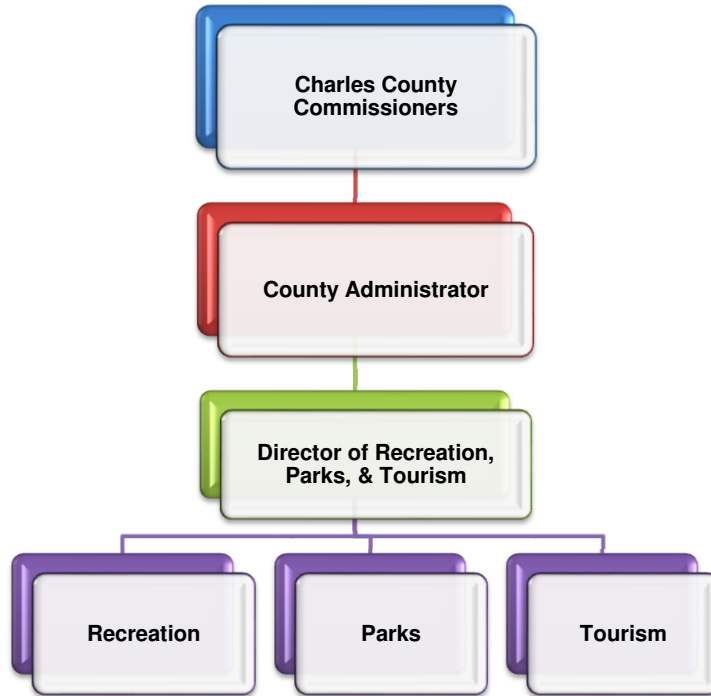 Charles County
Commissioners
County Administrator
Director of Recreation,
Parks, & Tourism
Recreation
Parks
Tourism